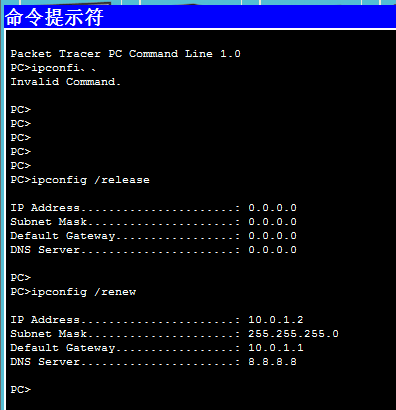 命令提示符
Packet Tracer PC Command Line 1.0
PC>ipconfi、、
Invalid Command.
PC>
PC>
PC>
PC>
PC>
PC>ipconfig /release
IP Address......................: 0.0.0.0
Subnet Mask.....................: 0.0.0.0
Default Gateway.................: 0.0.0.0
DNS Server......................: 0.0.0.0
PC>
PC>ipconfig /renew
IP Address......................: 10.0.1.2
Subnet Mask.....................: 255.255.255.0
Default Gateway.................: 10.0.1.1
DNS Server......................: 8.8.8.8
PC>